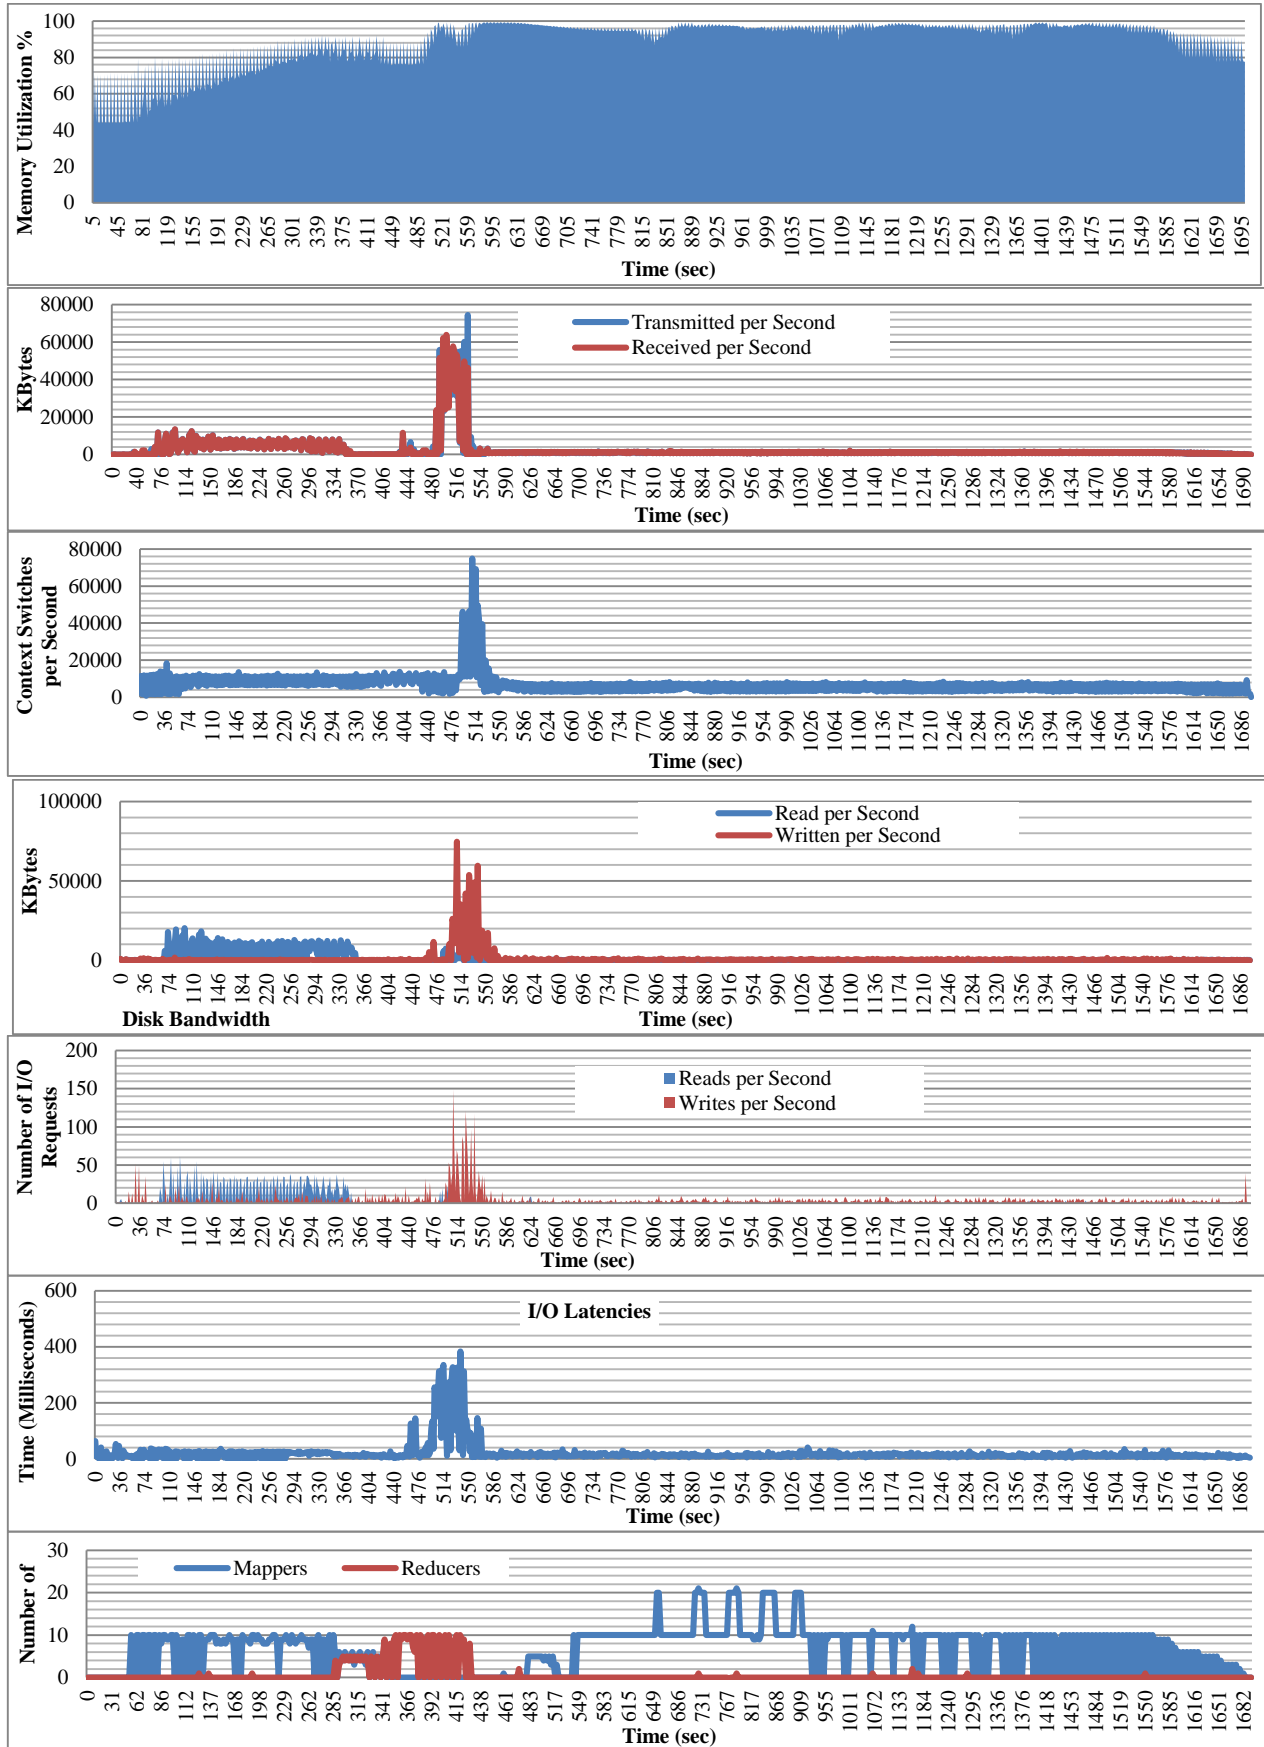 Memory Utilization %
100
80
60
40
20
0
5 45 81 119 155 191 229 265 301 339 375 411 449 485 521 559 595 631 669 705 741 779 815 851 889 925 961 999 1035 1071 1109 1145 1181 1219 1255 1291 1329 1365 1401 1439 1475 1511 1549 1585 1621 1659 1695
Time (sec)
KBytes
80000
60000
40000
20000
0
Transmitted per Second
Received per Second
0 40 76 114 150 186 224 260 296 334 370 406 444 480 516 554 590 626 664 700 736 774 810 846 884 920 956 994 1030 1066 1104 1140 1176 1214 1250 1286 1324 1360 1396 1434 1470 1506 1544 1580 1616 1654 1690
Time (sec)
Context Switches
per Second
80000
60000
40000
20000
0
0 36 74 110 146 184 220 256 294 330 366 404 440 476 514 550 586 624 660 696 734 770 806 844 880 916 954 990 1026 1064 1100 1136 1174 1210 1246 1284 1320 1356 1394 1430 1466 1504 1540 1576 1614 1650 1686
Time (sec)
KBytes
100000
50000
0
Read per Second
Written per Second
0 36 74 110 146 184 220 256 294 330 366 404 440 476 514 550 586 624 660 696 734 770 806 844 880 916 954 990 1026 1064 1100 1136 1174 1210 1246 1284 1320 1356 1394 1430 1466 1504 1540 1576 1614 1650 1686
Disk Bandwidth
Time (sec)
Number of I/O
Requests
200
150
100
50
0
Reads per Second
Writes per Second
0 36 74 110 146 184 220 256 294 330 366 404 440 476 514 550 586 624 660 696 734 770 806 844 880 916 954 990 1026 1064 1100 1136 1174 1210 1246 1284 1320 1356 1394 1430 1466 1504 1540 1576 1614 1650 1686
Time (sec)
Time (Milliseconds)
600
400
200
0
I/O Latencies
0 36 74 110 146 184 220 256 294 330 366 404 440 476 514 550 586 624 660 696 734 770 806 844 880 916 954 990 1026 1064 1100 1136 1174 1210 1246 1284 1320 1356 1394 1430 1466 1504 1540 1576 1614 1650 1686
Time (sec)
Number of
30
20
10
0
Mappers
Reducers
0 31 62 86 112 137 168 198 229 285 315 341 366 392 415 438 461 483 517 549 583 615 649 686 731 767 817 868 909 955 1011 1072 1133 1184 1240 1295 1336 1376 1418 1453 1484 1519 1550 1585 1616 1651 1682
Time (sec)